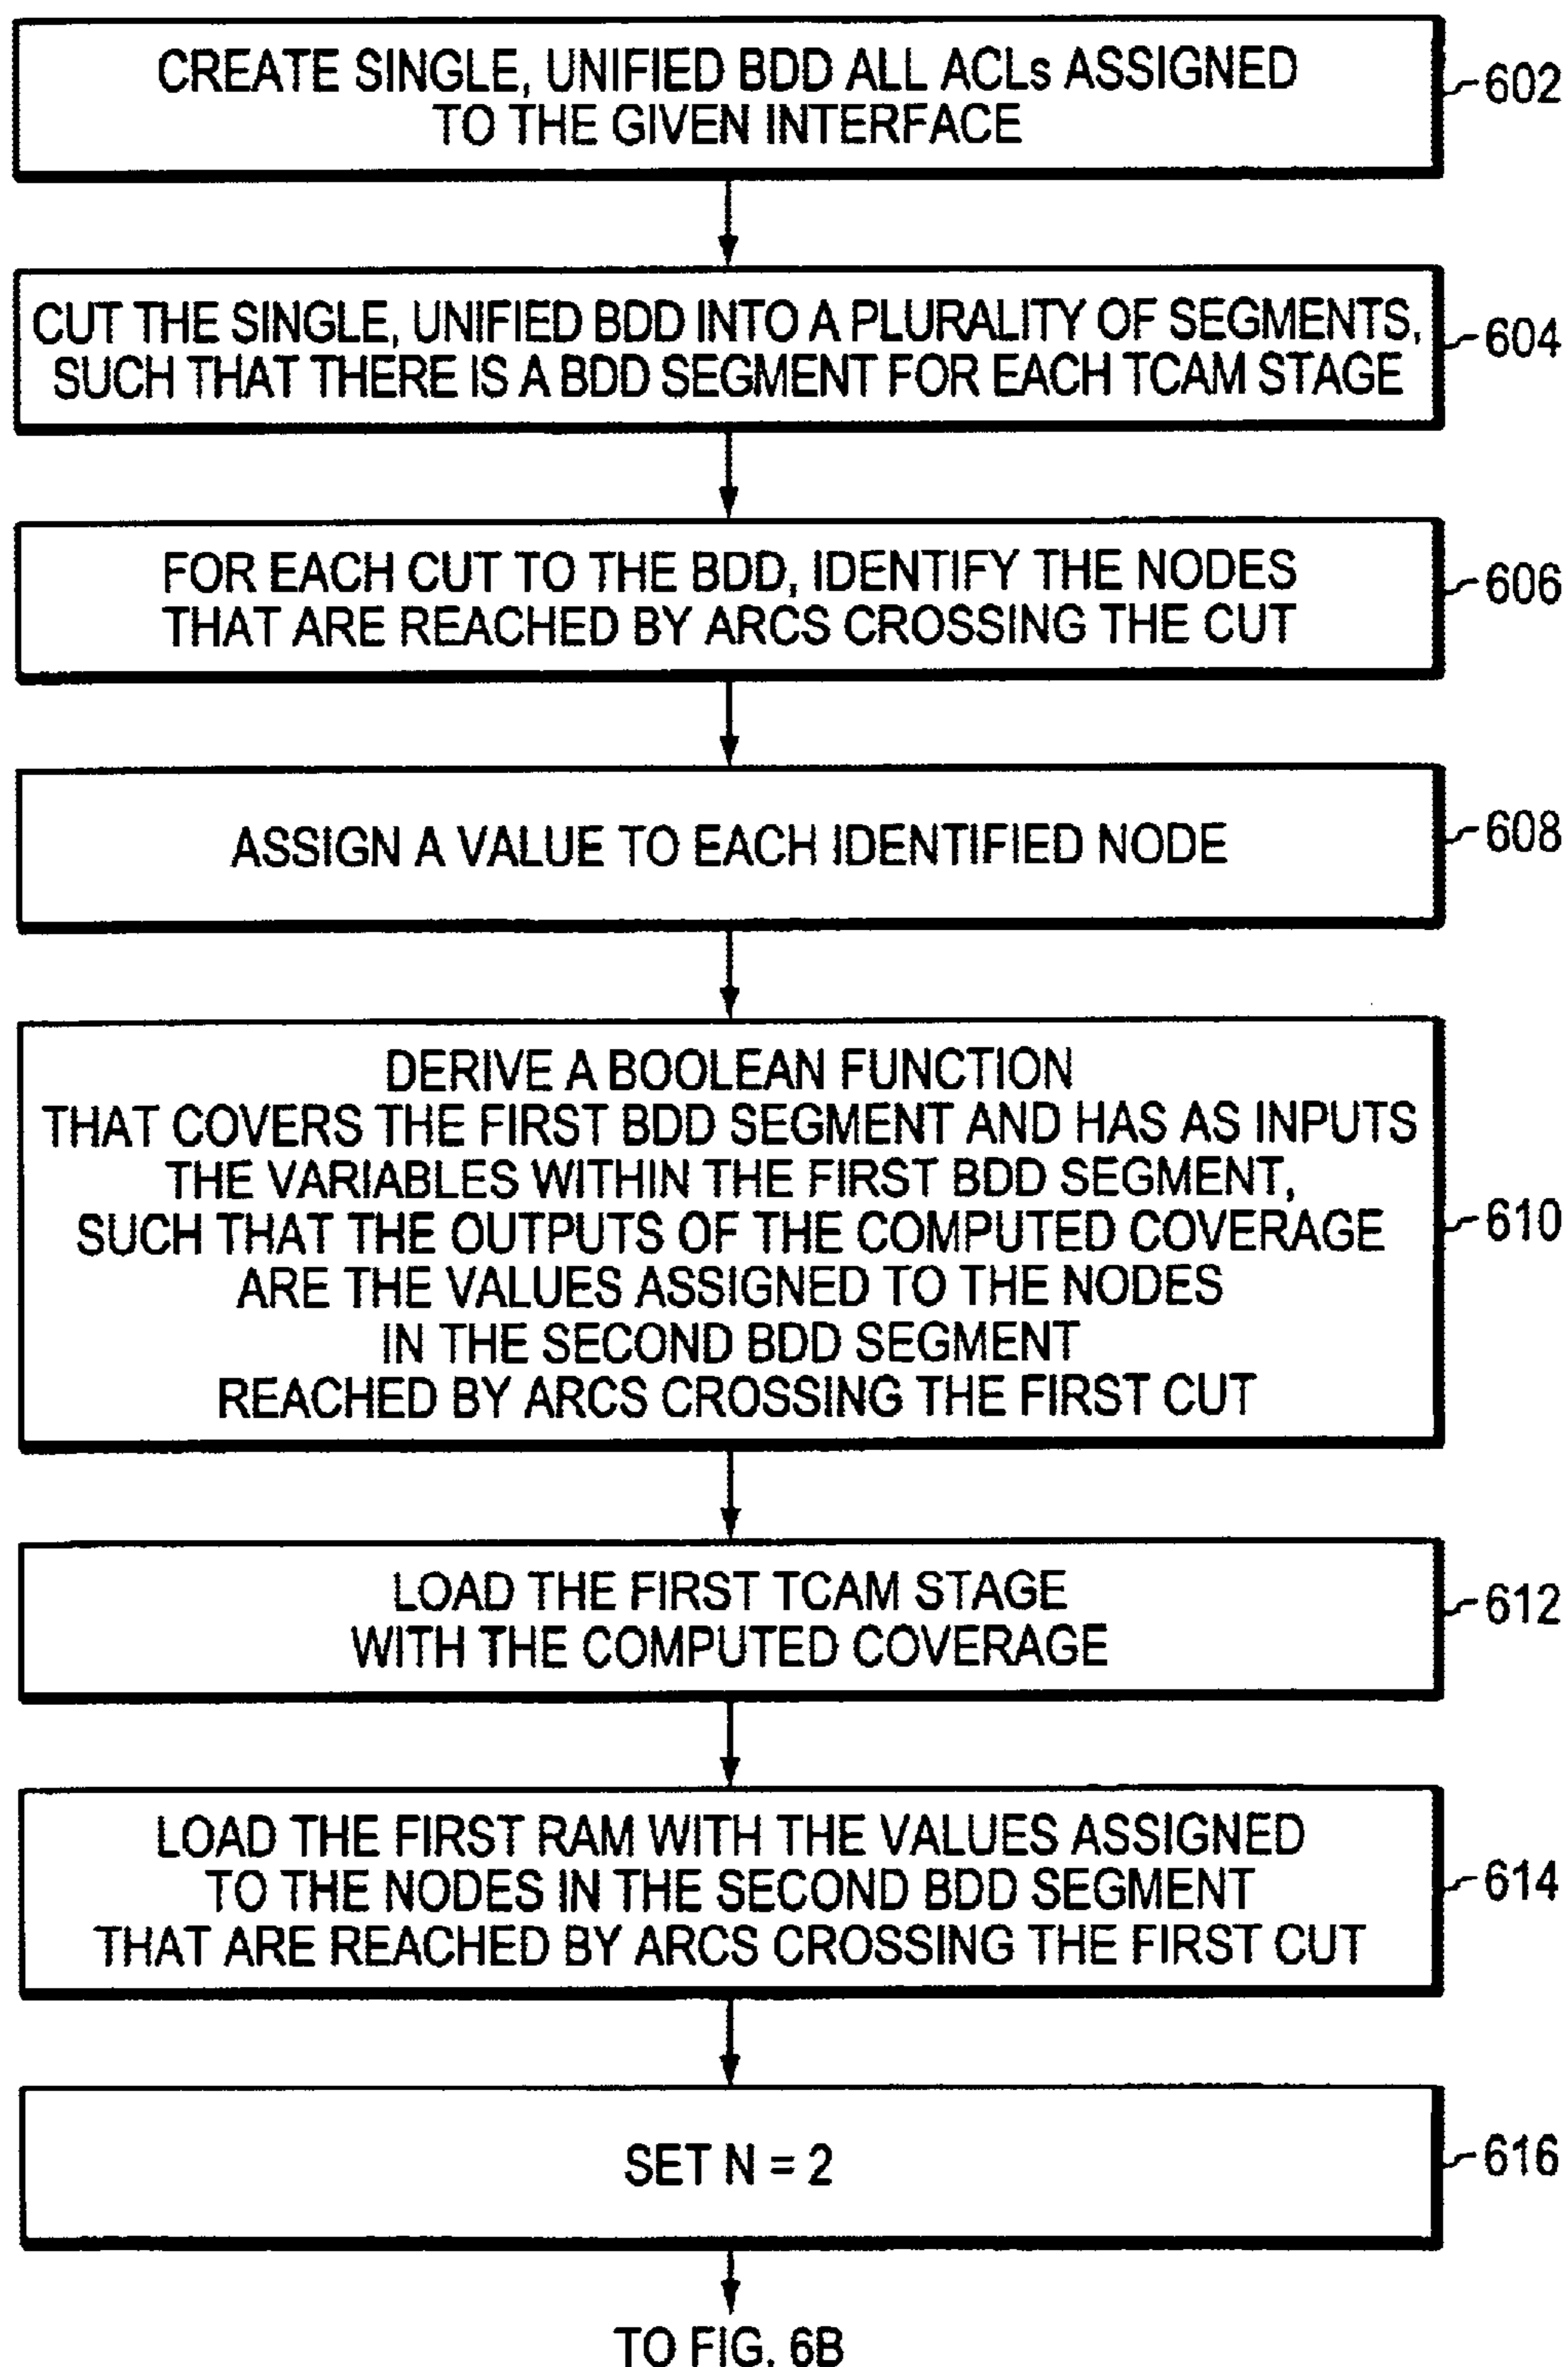 CREATE SINGLE, UNIFIED BDD ALL ACLs ASSIGNED
TO THE GIVEN INTERFACE
602
CUT THE SINGLE, UNIFIED BDD INTO A PLURALITY OF SEGMENTS,
SUCH THAT THERE IS A BDD SEGMENT FOR EACH TCAM STAGE
604
FOR EACH CUT TO THE BDD, IDENTIFY THE NODES
THAT ARE REACHED BY ARCS CROSSING THE CUT
606
ASSIGN A VALUE TO EACH IDENTIFIED NODE
608
DERIVE A BOOLEAN FUNCTION
THAT COVERS THE FIRST BDD SEGMENT AND HAS AS INPUTS
THE VARIABLES WITHIN THE FIRST BDD SEGMENT,
SUCH THAT THE OUTPUTS OF THE COMPUTED COVERAGE
ARE THE VALUES ASSIGNED TO THE NODES
IN THE SECOND BDD SEGMENT
REACHED BY ARCS CROSSING THE FIRST CUT
610
LOAD THE FIRST TCAM STAGE
WITH THE COMPUTED COVERAGE
612
LOAD THE FIRST RAM WITH THE VALUES ASSIGNED
TO THE NODES IN THE SECOND BDD SEGMENT
THAT ARE REACHED BY ARCS CROSSING THE FIRST CUT
614
SET N = 2
616
TO FIG. 6B